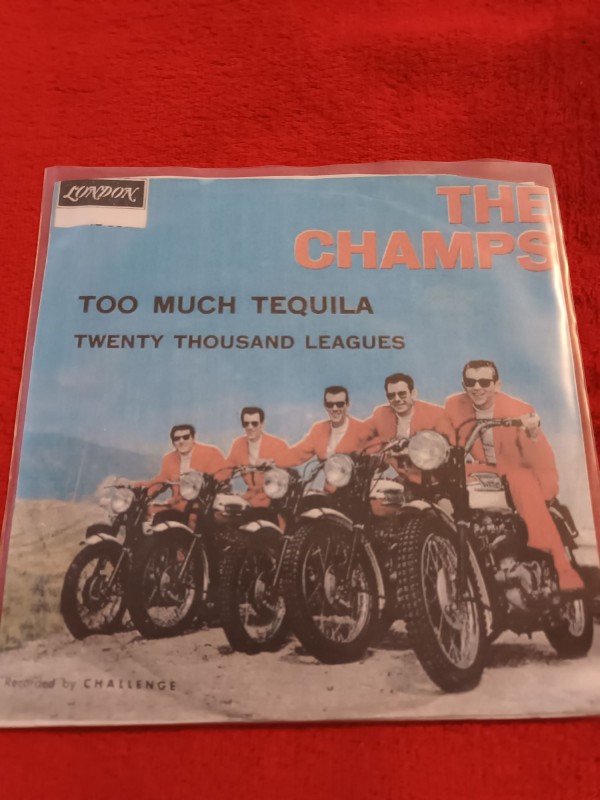 LONDON
THE
CHAMPS
TOO MUCH TEQUILA
TWENTY THOUSAND LEAGUES
Recorded by CHALLENGE